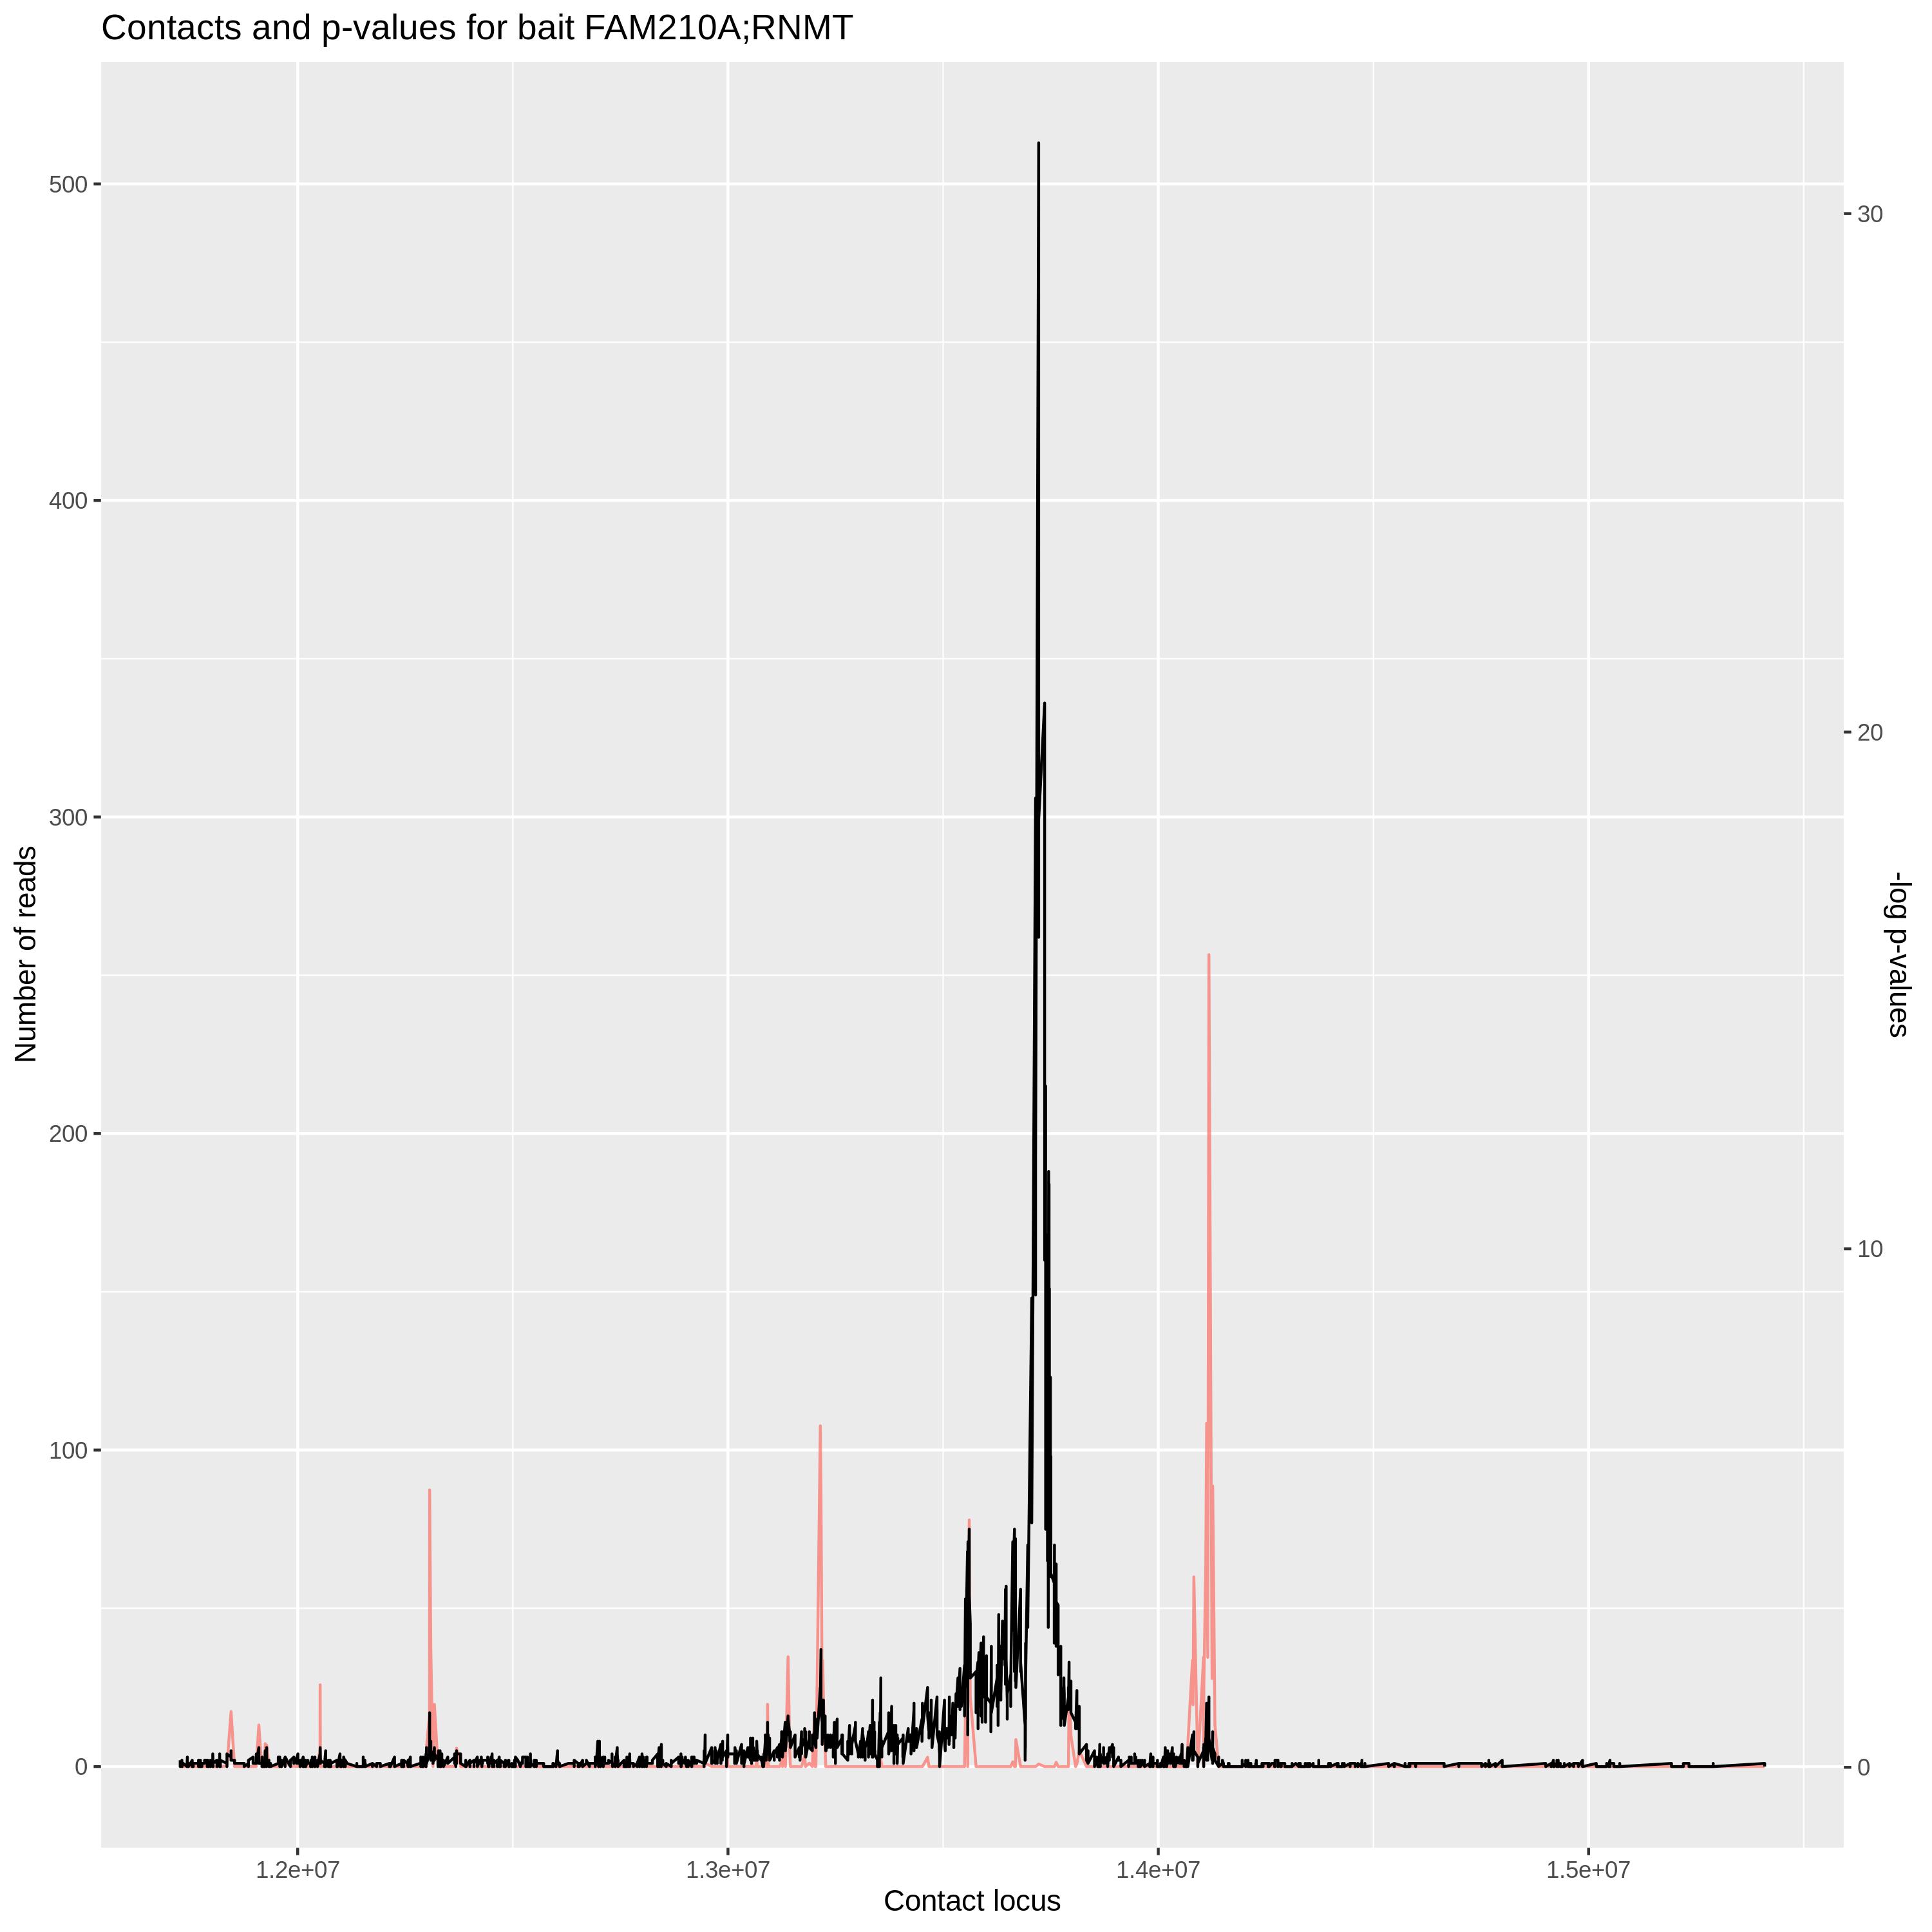 Contacts and p-values for bait FAM210A;RNMT
500
400
300
200
100
0
Number of reads
30
20
10
0
-log p-values
1.2e+07 1.3e+07 1.4e+07 1.5e+07
Contact locus